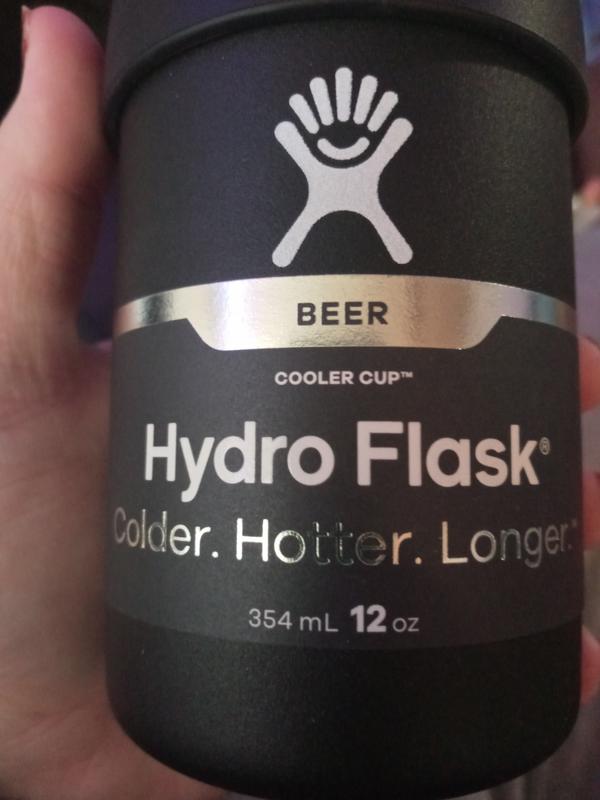 BEER
COOLER CUP™
Hydro Flask®
Colder. Hotter. Longer.™
354 mL 12 oz